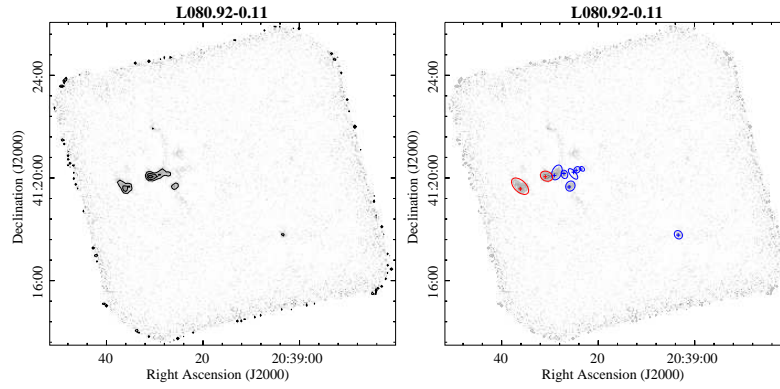 L080.92-0.11
24:00
41:20:00
16:00
Declination (J2000)
40
20
20:39:00
Right Ascension (J2000)
L080.92-0.11
24:00
41:20:00
16:00
Declination (J2000)
40
20
20:39:00
Right Ascension (J2000)